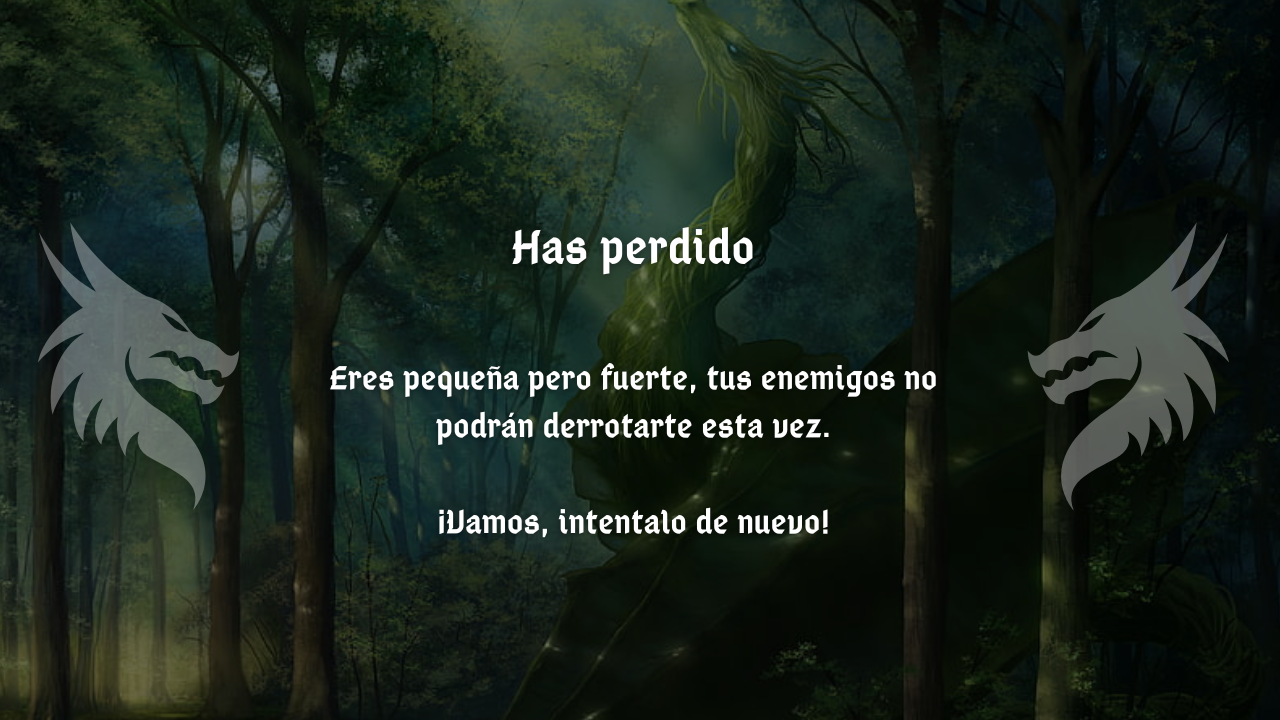 Has perdido
Eres pequeña pero fuerte, tus enemigos no
podrán derrotarte esta vez.
¡Vamos, intentalo de nuevo!